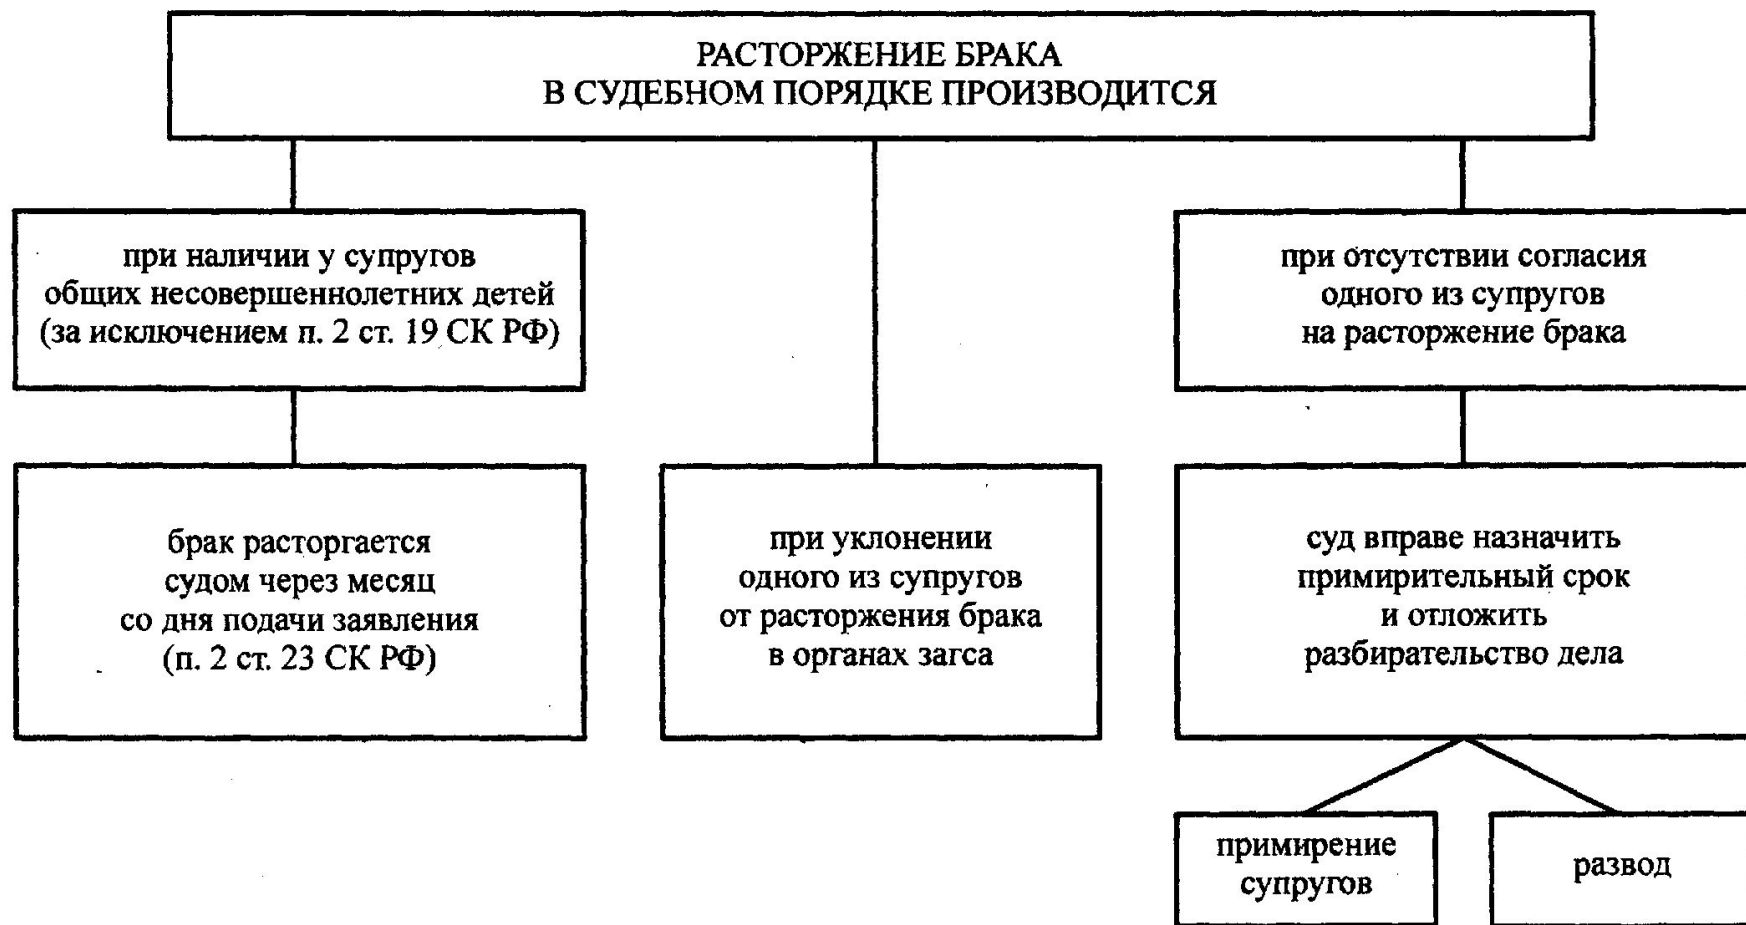 РАСТОРЖЕНИЕ БРАКА
В СУДЕБНОМ ПОРЯДКЕ ПРОИЗВОДИТСЯ
при наличии у супругов
общих несовершеннолетних детей
(за исключением п. 2 ст. 19 СК РФ)
при отсутствии согласия
одного из супругов
на расторжение брака
брак расторгается
судом через месяц
со дня подачи заявления
(п. 2 ст. 23 СК РФ)
при уклонении
одного из супругов
от расторжения брака
в органах загса
суд вправе назначить
примирительный срок
и отложить
разбирательство дела
примирение
супругов
развод